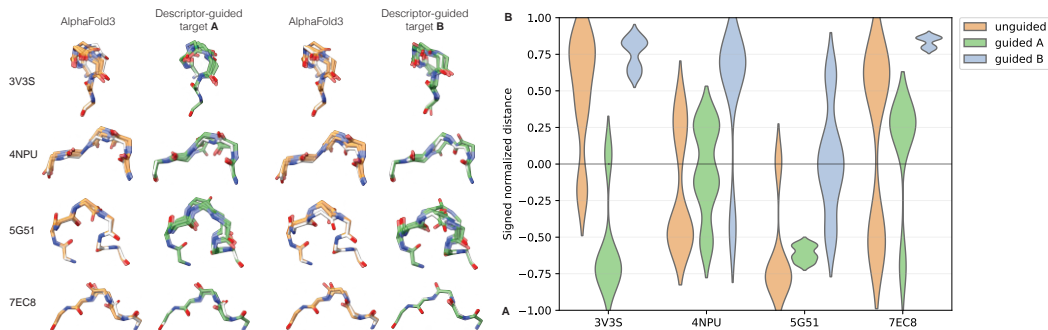 AlphaFold3
Descriptor-guided
target A
AlphaFold3
Descriptor-guided
target B
3V3S
4NPU
5G51
7EC8
B
A
Signed normalized distance
1.00
0.75
0.50
0.25
0.00
−0.25
−0.50
−0.75
−1.00
3V3S
4NPU
5G51
7EC8
unguided
guided A
guided B